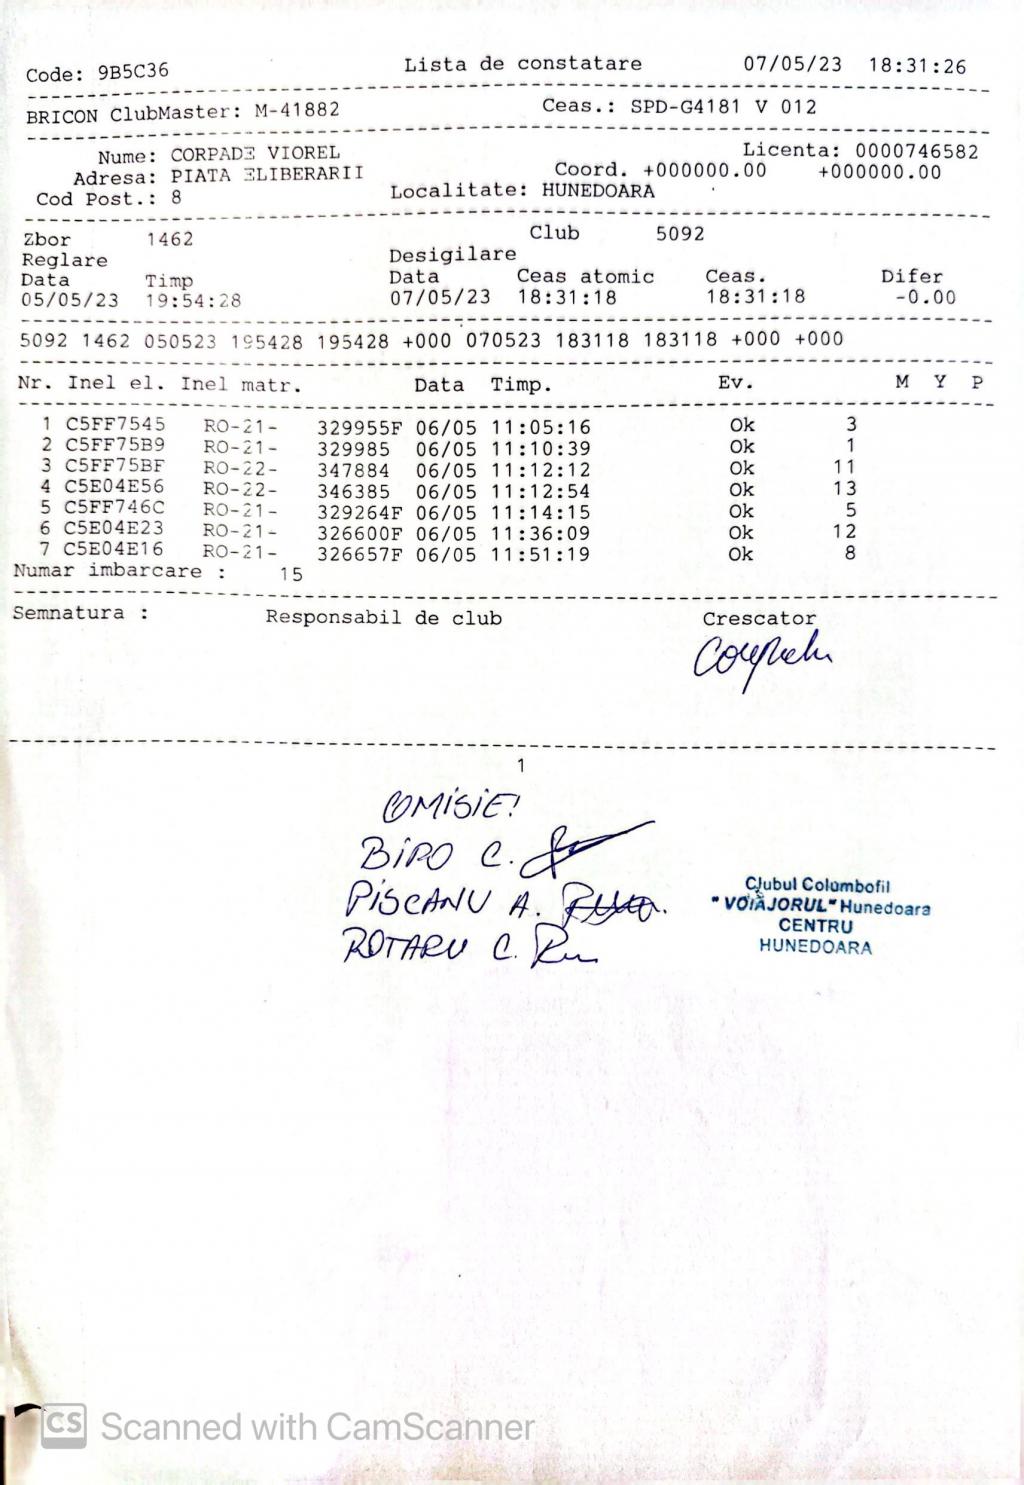 Code: 9B5C36 Lista de constatare 07/05/23 18:31:26
BRICON ClubMaster: M-41882 Ceas.: SPD-G4181 V 012
Nume: CORPADE VIOREL Licenta: 0000746582
Adresa: PIATA ELIBERARII Coord. +000000.00 +000000.00
Cod Post.: 8 Localitate: HUNEDOARA
Zbor 1462 Club 5092
Reglare Desigilare
Data Timp Data Ceas atomic Ceas. Difer
05/05/23 19:54:28 07/05/23 18:31:18 18:31:18 -0.00
5092 1462 050523 195428 195428 +000 070523 183118 183118 +000 +000
Nr. Inel el. Inel matr. Data Timp. Ev. M Y P
1 C5FF7545 RO-21- 329955F 06/05 11:05:16 Ok 3
2 C5FF75B9 RO-21- 329985 06/05 11:10:39 Ok 1
3 C5FF75BF RO-22- 347884 06/05 11:12:12 Ok 11
4 C5E04E56 RO-22- 346385 06/05 11:12:54 Ok 13
5 C5FF746C RO-21- 329264F 06/05 11:14:15 Ok 5
6 C5E04E23 RO-21- 326600F 06/05 11:36:09 Ok 12
7 C5E04E16 RO-21- 326657F 06/05 11:51:19 Ok 8
Numar imbarcare : 15
Semnatura : Responsabil de club Crescator
1
COMISIE!
BIRO C.
PISCANU A.
ROTARU C.
Clubul Columbofil
"VOIAJORUL" Hunedoara
CENTRU
HUNEDOARA
CS Scanned with CamScanner